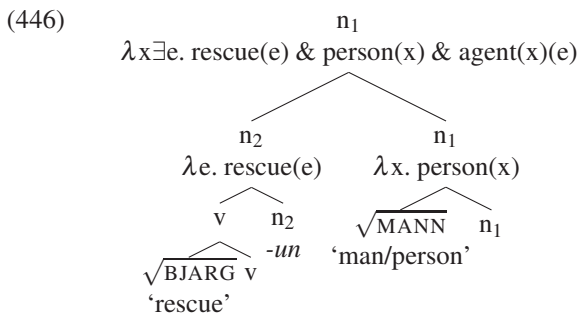 (446) n₁
λx∃e. rescue(e) & person(x) & agent(x)(e)
n₂ n₁
λe. rescue(e) λx. person(x)
v n₂ √MANN n₁
-un ‘man/person’
√BJARG v
‘rescue’